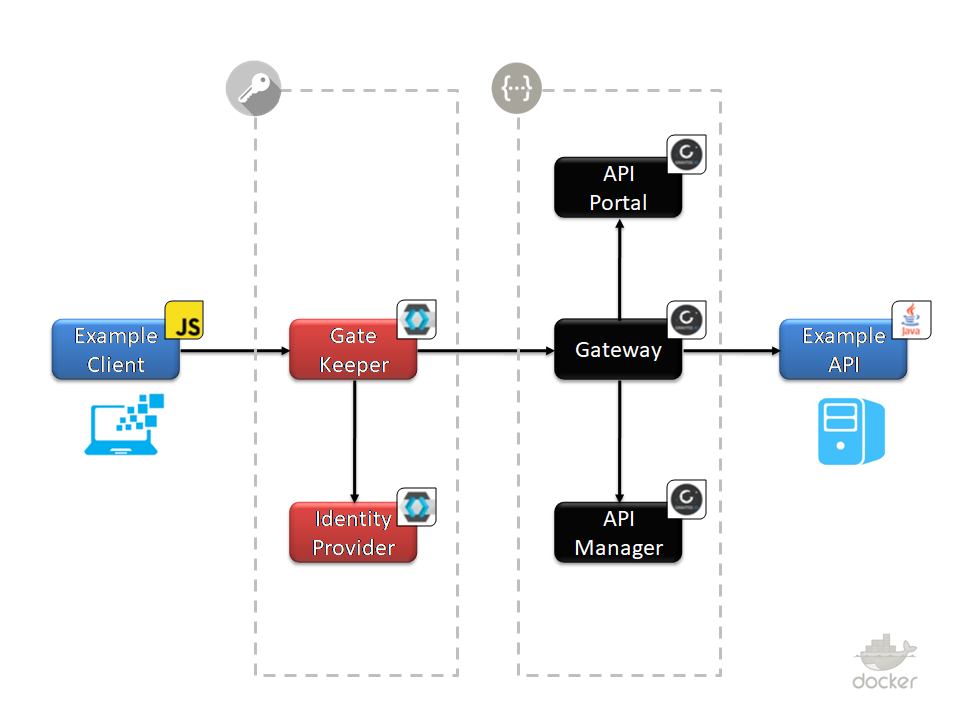 API
Portal
JS
Example
Client
Gate
Keeper
Gateway
Java
Example
API
Identity
Provider
API
Manager
docker